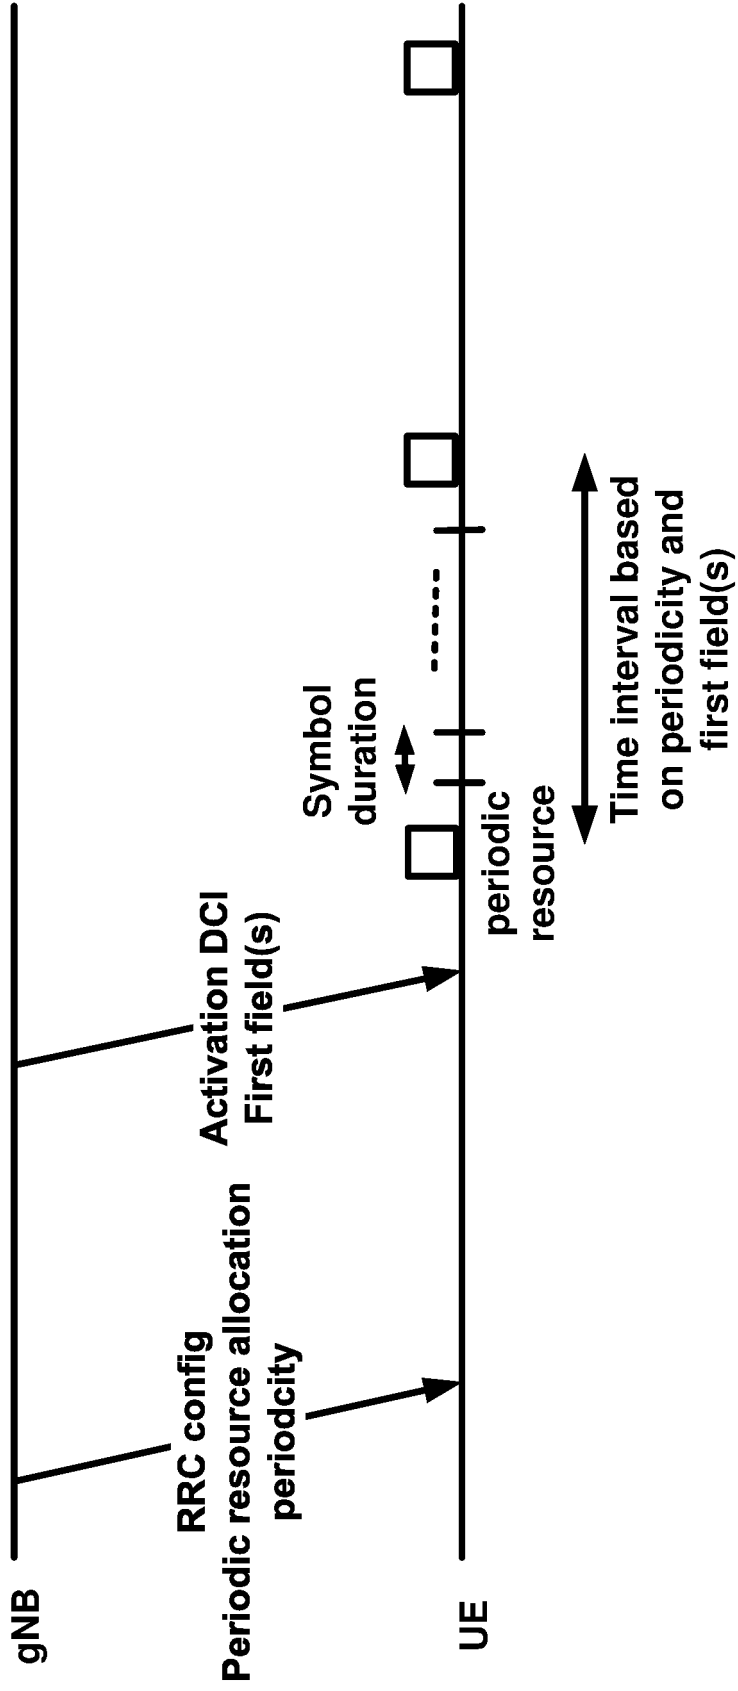 gNB
RRC config
Periodic resource allocation
periodcity
Activation DCI
First field(s)
Symbol
duration
UE
periodic
resource
Time interval based
on periodicity and
first field(s)